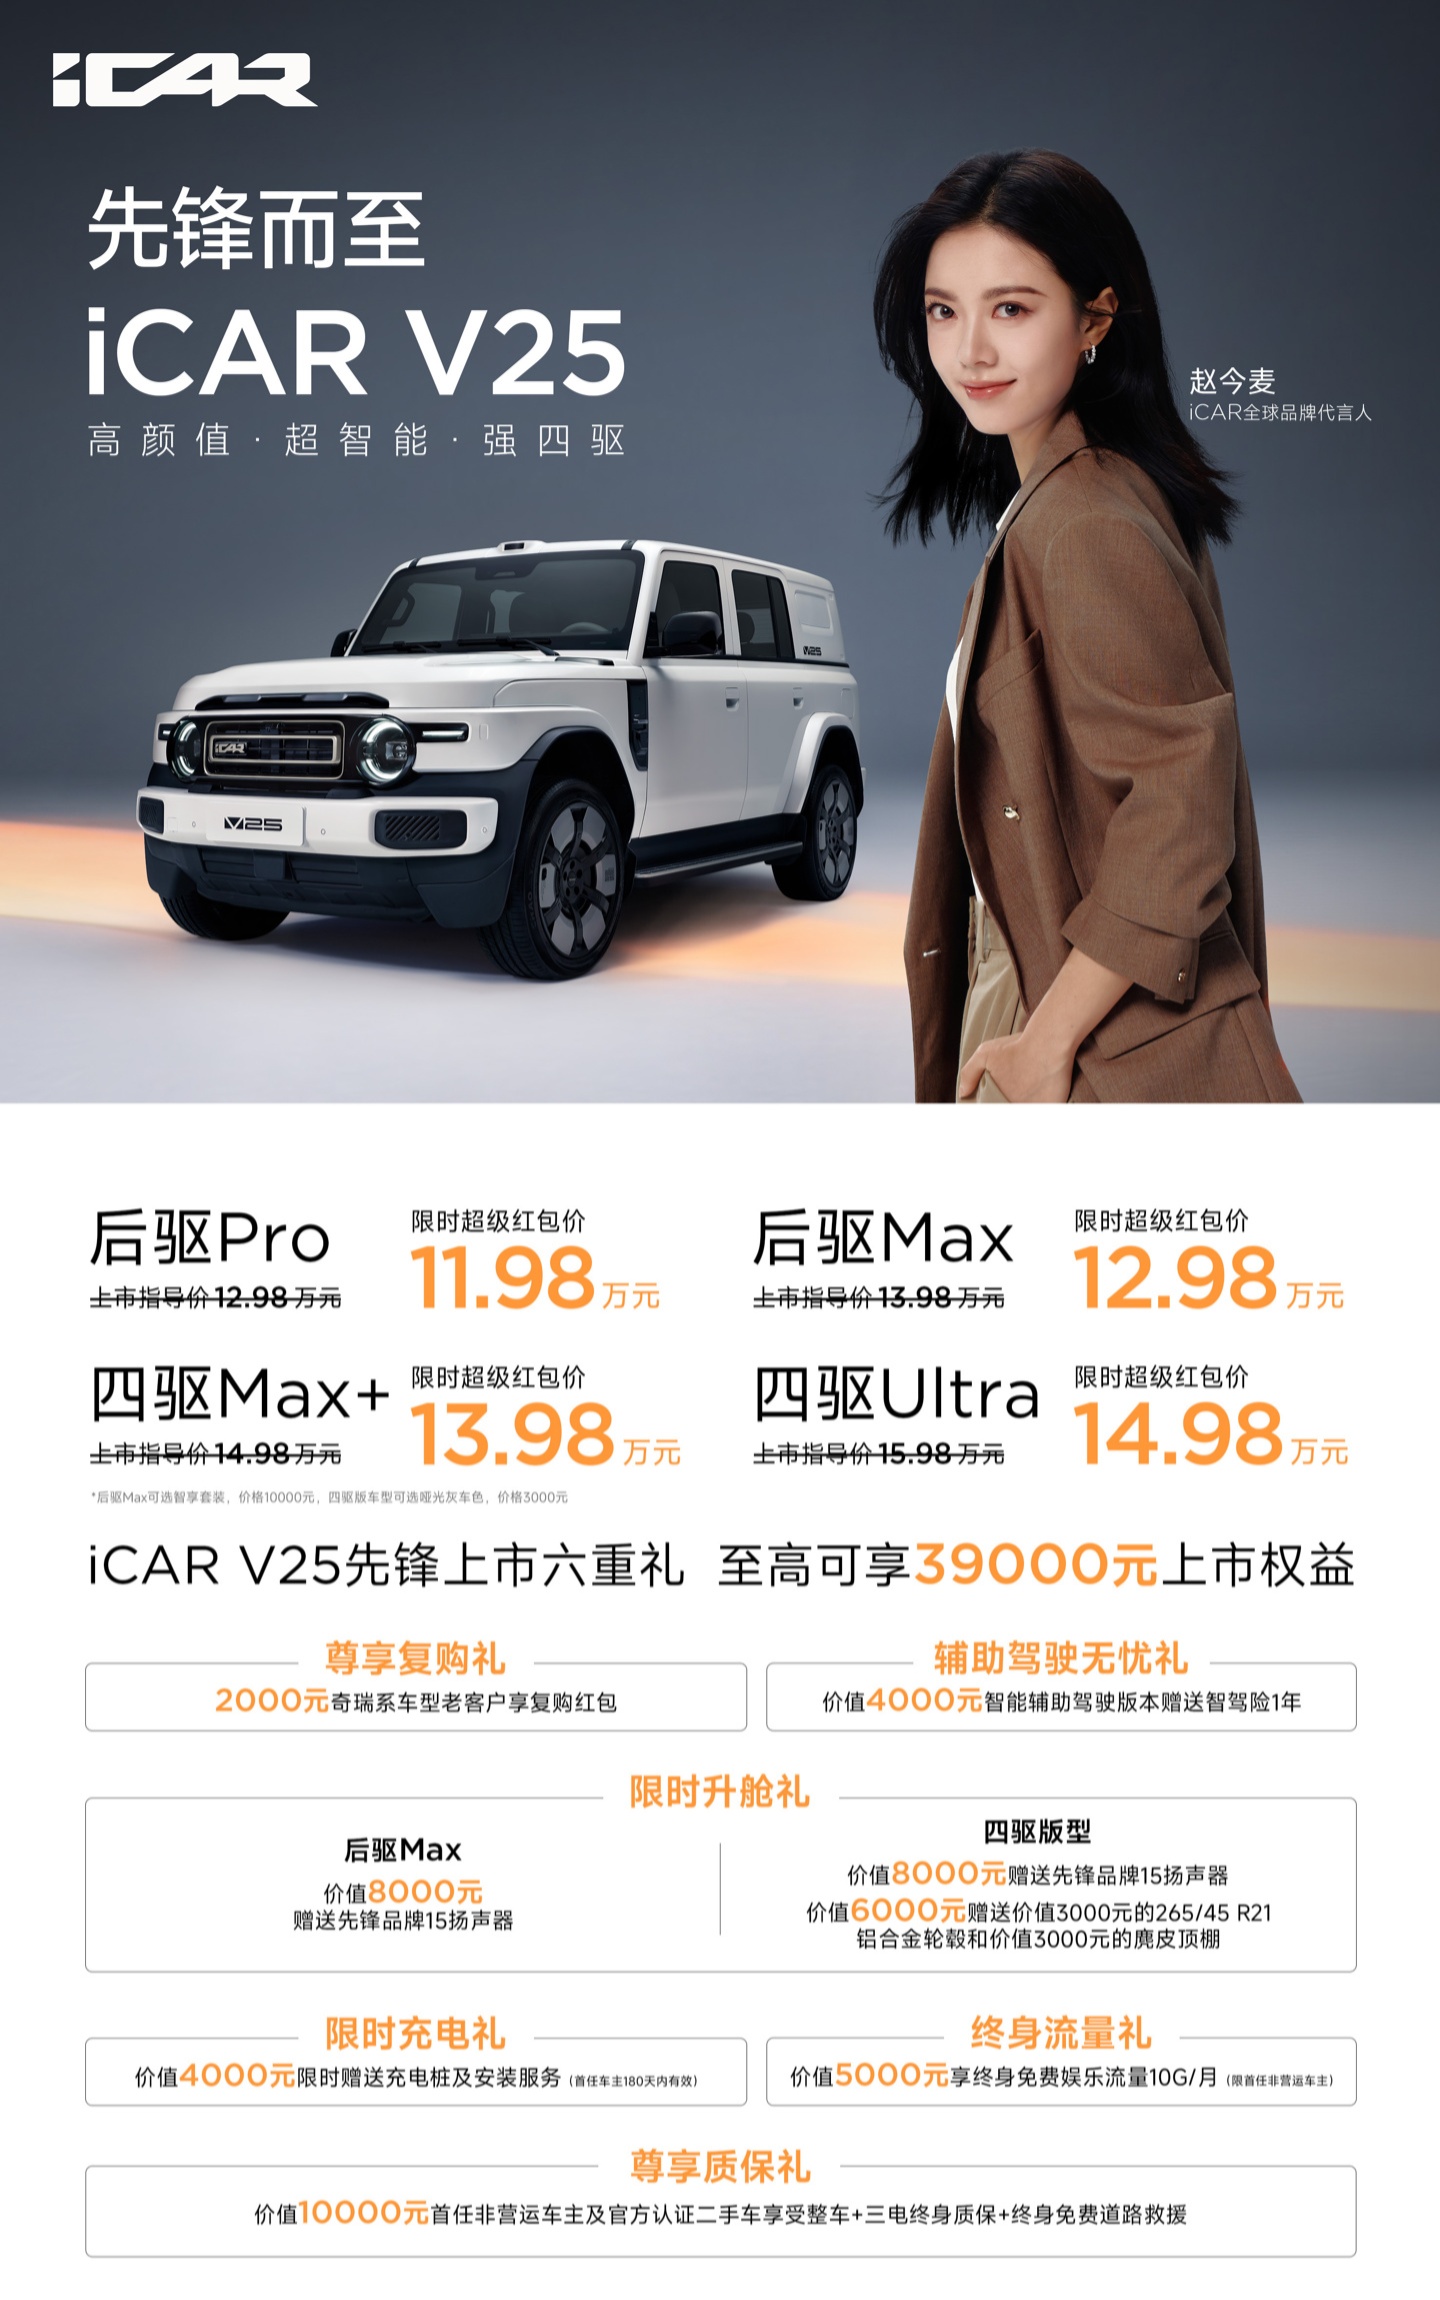 iCAR
先锋而至
iCAR V25
高颜值·超智能·强四驱
赵今麦
iCAR全球品牌代言人
V25
iCAR
V25
后驱Pro
上市指导价12.98万元
限时超级红包价
11.98万元
后驱Max
上市指导价13.98万元
限时超级红包价
12.98万元
四驱Max+
上市指导价14.98万元
限时超级红包价
13.98万元
四驱Ultra
上市指导价15.98万元
限时超级红包价
14.98万元
*后驱Max可选智享套装，价格10000元，四驱版车型可选哑光灰车色，价格3000元
iCAR V25先锋上市六重礼 至高可享39000元上市权益
尊享复购礼
2000元奇瑞系车型老客户享复购红包
辅助驾驶无忧礼
价值4000元智能辅助驾驶版本赠送智驾险1年
限时升舱礼
后驱Max
价值8000元
赠送先锋品牌15扬声器
四驱版型
价值8000元赠送先锋品牌15扬声器
价值6000元赠送价值3000元的265/45 R21
铝合金轮毂和价值3000元的麂皮顶棚
限时充电礼
价值4000元限时赠送充电桩及安装服务（首任车主180天内有效）
终身流量礼
价值5000元享终身免费娱乐流量10G/月（限首任非营运车主）
尊享质保礼
价值10000元首任非营运车主及官方认证二手车享受整车+三电终身质保+终身免费道路救援